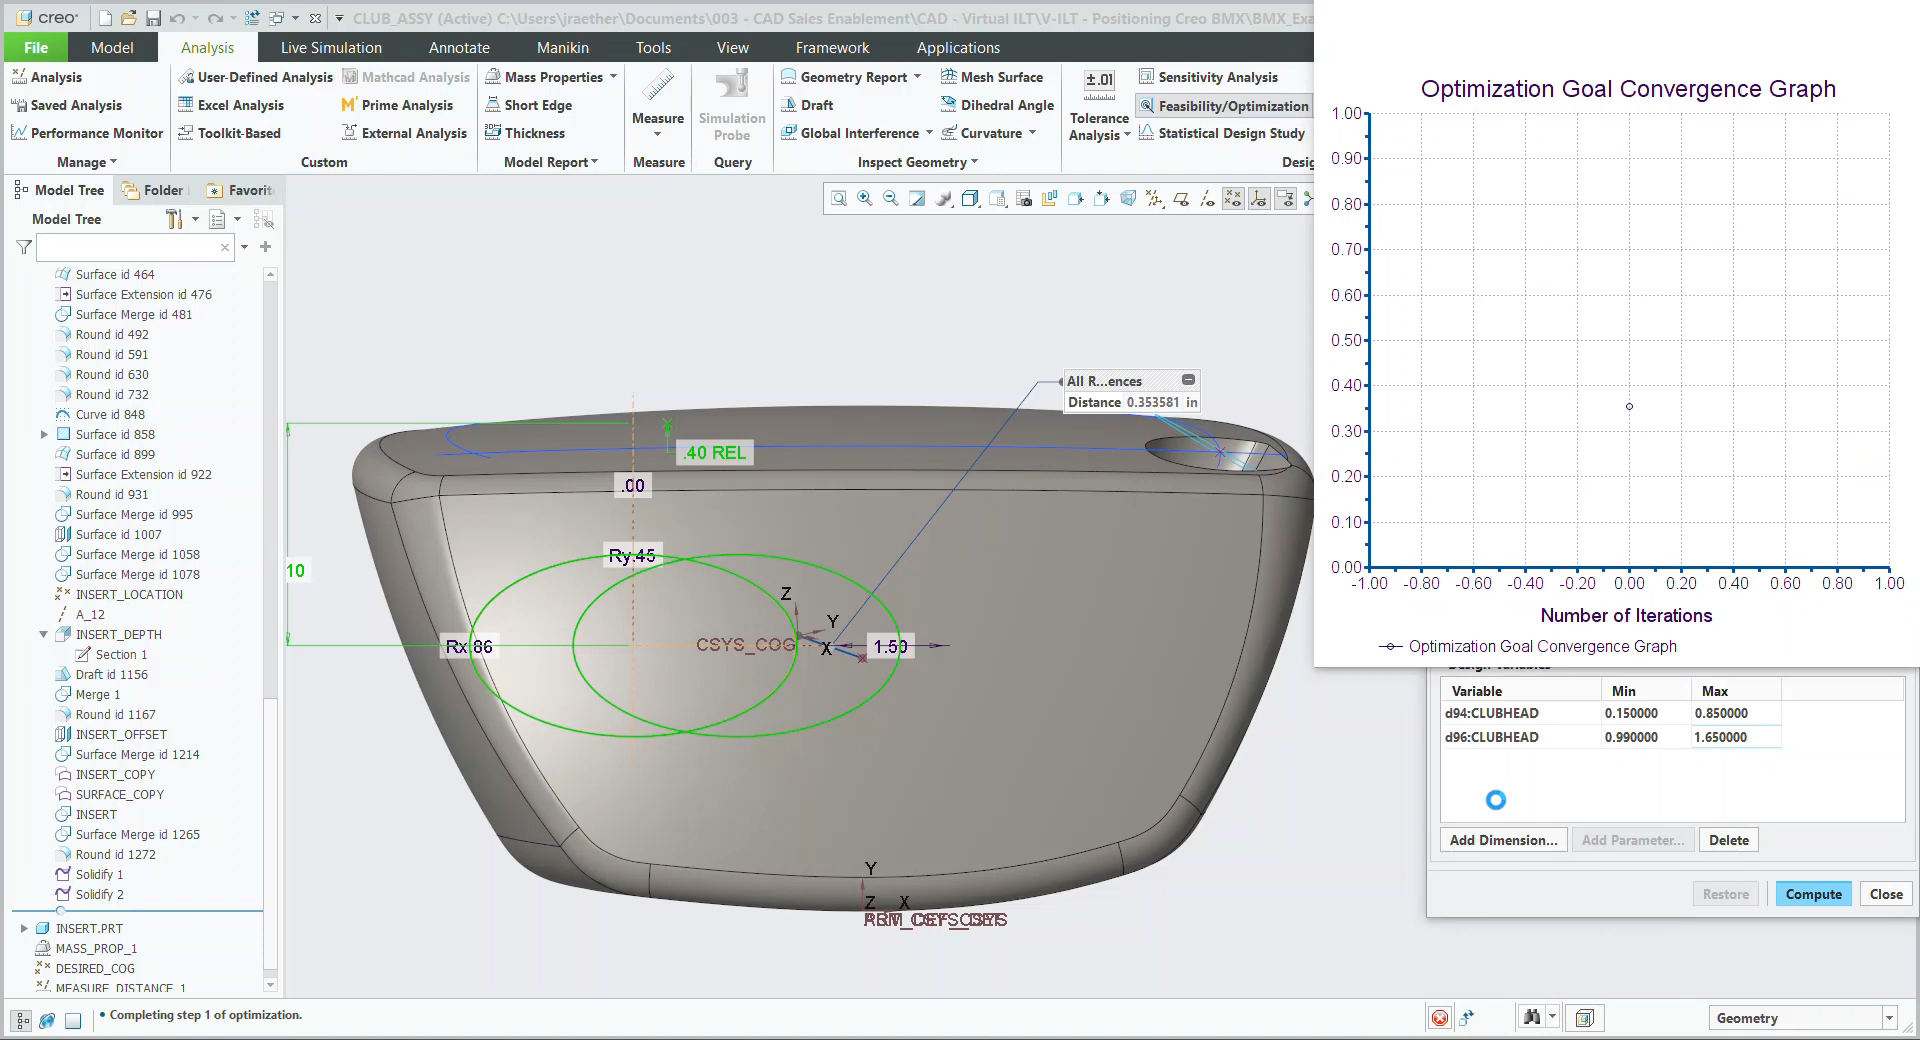 creo
CLUB_ASSY (Active) C:\Users\jraether\Documents\003 - CAD Sales Enablement\CAD - Virtual ILT\V-ILT - Positioning Creo BMX\BMX_Exa
File Model Analysis Live Simulation Annotate Manikin Tools View Framework Applications
Analysis User-Defined Analysis Mathcad Analysis Mass Properties Geometry Report Mesh Surface Sensitivity Analysis
Saved Analysis Excel Analysis Prime Analysis Short Edge Draft Dihedral Angle Feasibility/Optimization
Performance Monitor Toolkit-Based External Analysis Thickness Global Interference Curvature Statistical Design Study
Measure
Simulation Probe
±.01
Tolerance Analysis
Manage Custom Model Report Measure Query Inspect Geometry Desig
Model Tree Folder Favorit
Model Tree
Surface id 464
Surface Extension id 476
Surface Merge id 481
Round id 492
Round id 591
Round id 630
Round id 732
Curve id 848
Surface id 858
Surface id 899
Surface Extension id 922
Round id 931
Surface Merge id 995
Surface id 1007
Surface Merge id 1058
Surface Merge id 1078
INSERT_LOCATION
A_12
INSERT_DEPTH
Section 1
Draft id 1156
Merge 1
Round id 1167
INSERT_OFFSET
Surface Merge id 1214
INSERT_COPY
SURFACE_COPY
INSERT
Surface Merge id 1265
Round id 1272
Solidify 1
Solidify 2
INSERT.PRT
MASS_PROP_1
DESIRED_COG
MEASURE_DISTANCE_1
All R...ences
Distance 0.353581 in
.40 REL
.00
Ry.45
10
Z
Y
X
CSYS_COG
Rx.86
1.50
Y
Z X
Optimization Goal Convergence Graph
1.00
0.90
0.80
0.70
0.60
0.50
0.40
0.30
0.20
0.10
0.00
-1.00 -0.80 -0.60 -0.40 -0.20 0.00 0.20 0.40 0.60 0.80 1.00
Number of Iterations
Optimization Goal Convergence Graph
Design Variables
Variable Min Max
d94:CLUBHEAD 0.150000 0.850000
d96:CLUBHEAD 0.990000 1.650000
Add Dimension... Add Parameter... Delete
Restore Compute Close
Completing step 1 of optimization.
Geometry